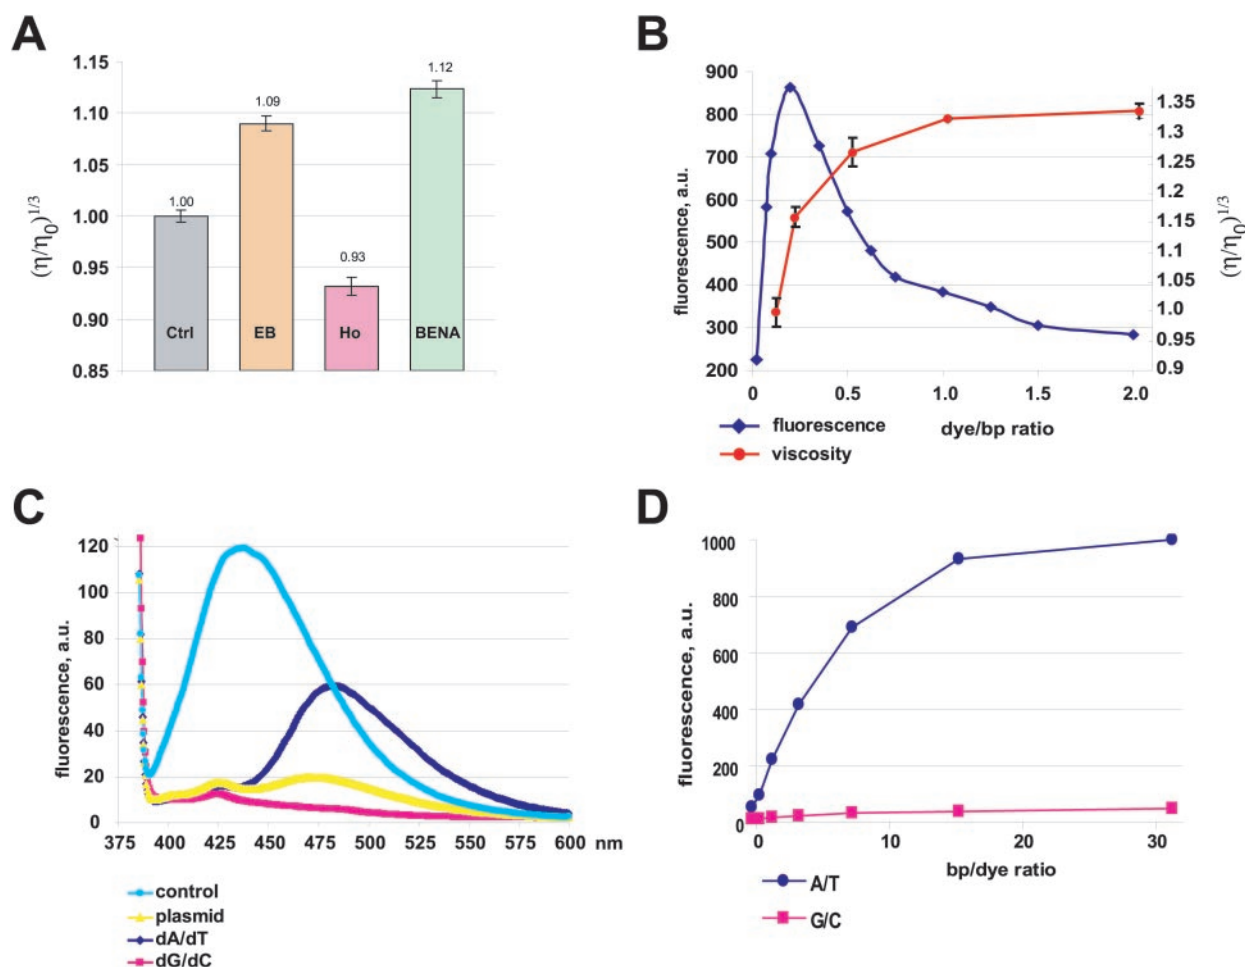 A
1.15
1.10
1.05
1.00
0.95
0.90
0.85
(η/η0)1/3
1.00
1.09
0.93
1.12
Ctrl
EB
Ho
BENA
B
900
800
700
600
500
400
300
200
fluorescence, a.u.
1.35
1.3
1.25
1.2
1.15
1.1
1.05
1.0
0.95
0.9
(η/η0)1/3
0 0.5 1.0 1.5 2.0
dye/bp ratio
fluorescence
viscosity
C
120
100
80
60
40
20
0
fluorescence, a.u.
375 400 425 450 475 500 525 550 575 600 nm
control
plasmid
dA/dT
dG/dC
D
1000
800
600
400
200
0
fluorescence, a.u.
0 10 20 30
bp/dye ratio
A/T
G/C